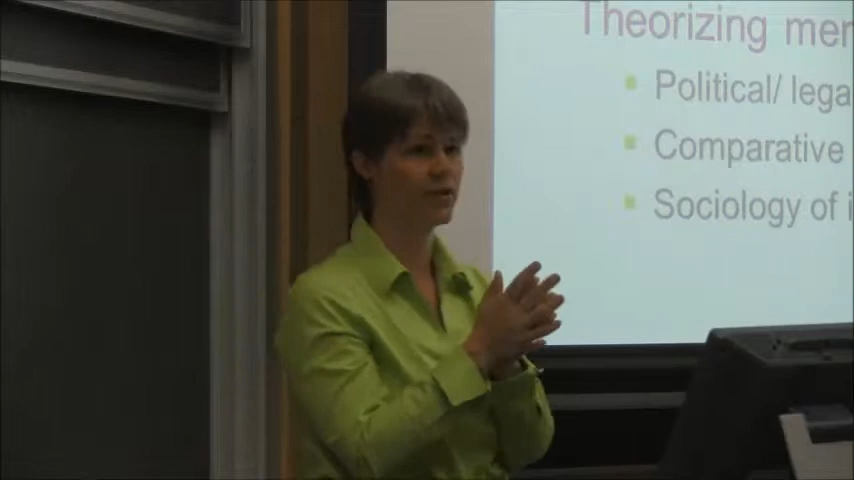 Theorizing
Political/
Comparative
Sociology of